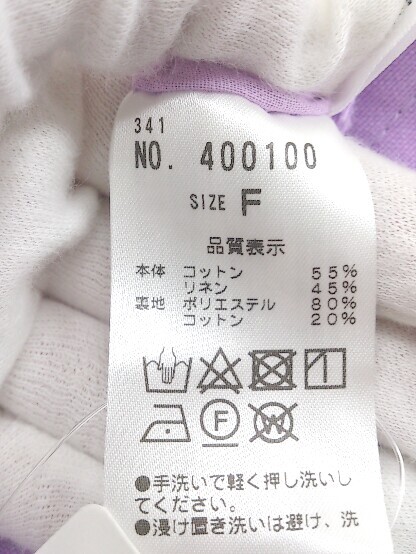 341
NO. 400100
SIZE F
品質表示
本体 コットン 55%
リネン 45%
裏地 ポリエステル 80%
コットン 20%
F
W
●手洗いで軽く押し洗いし
てください。
●浸け置き洗いは避け、洗